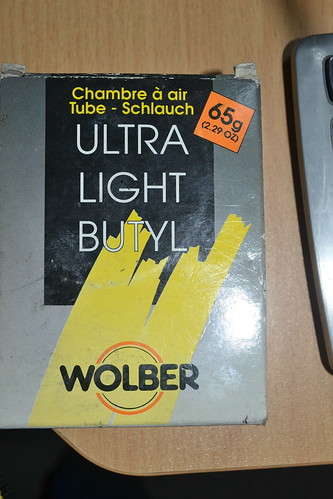 Chambre à air
Tube - Schlauch
65g
(2.29 OZ)
ULTRA
LIGHT
BUTYL
WOLBER